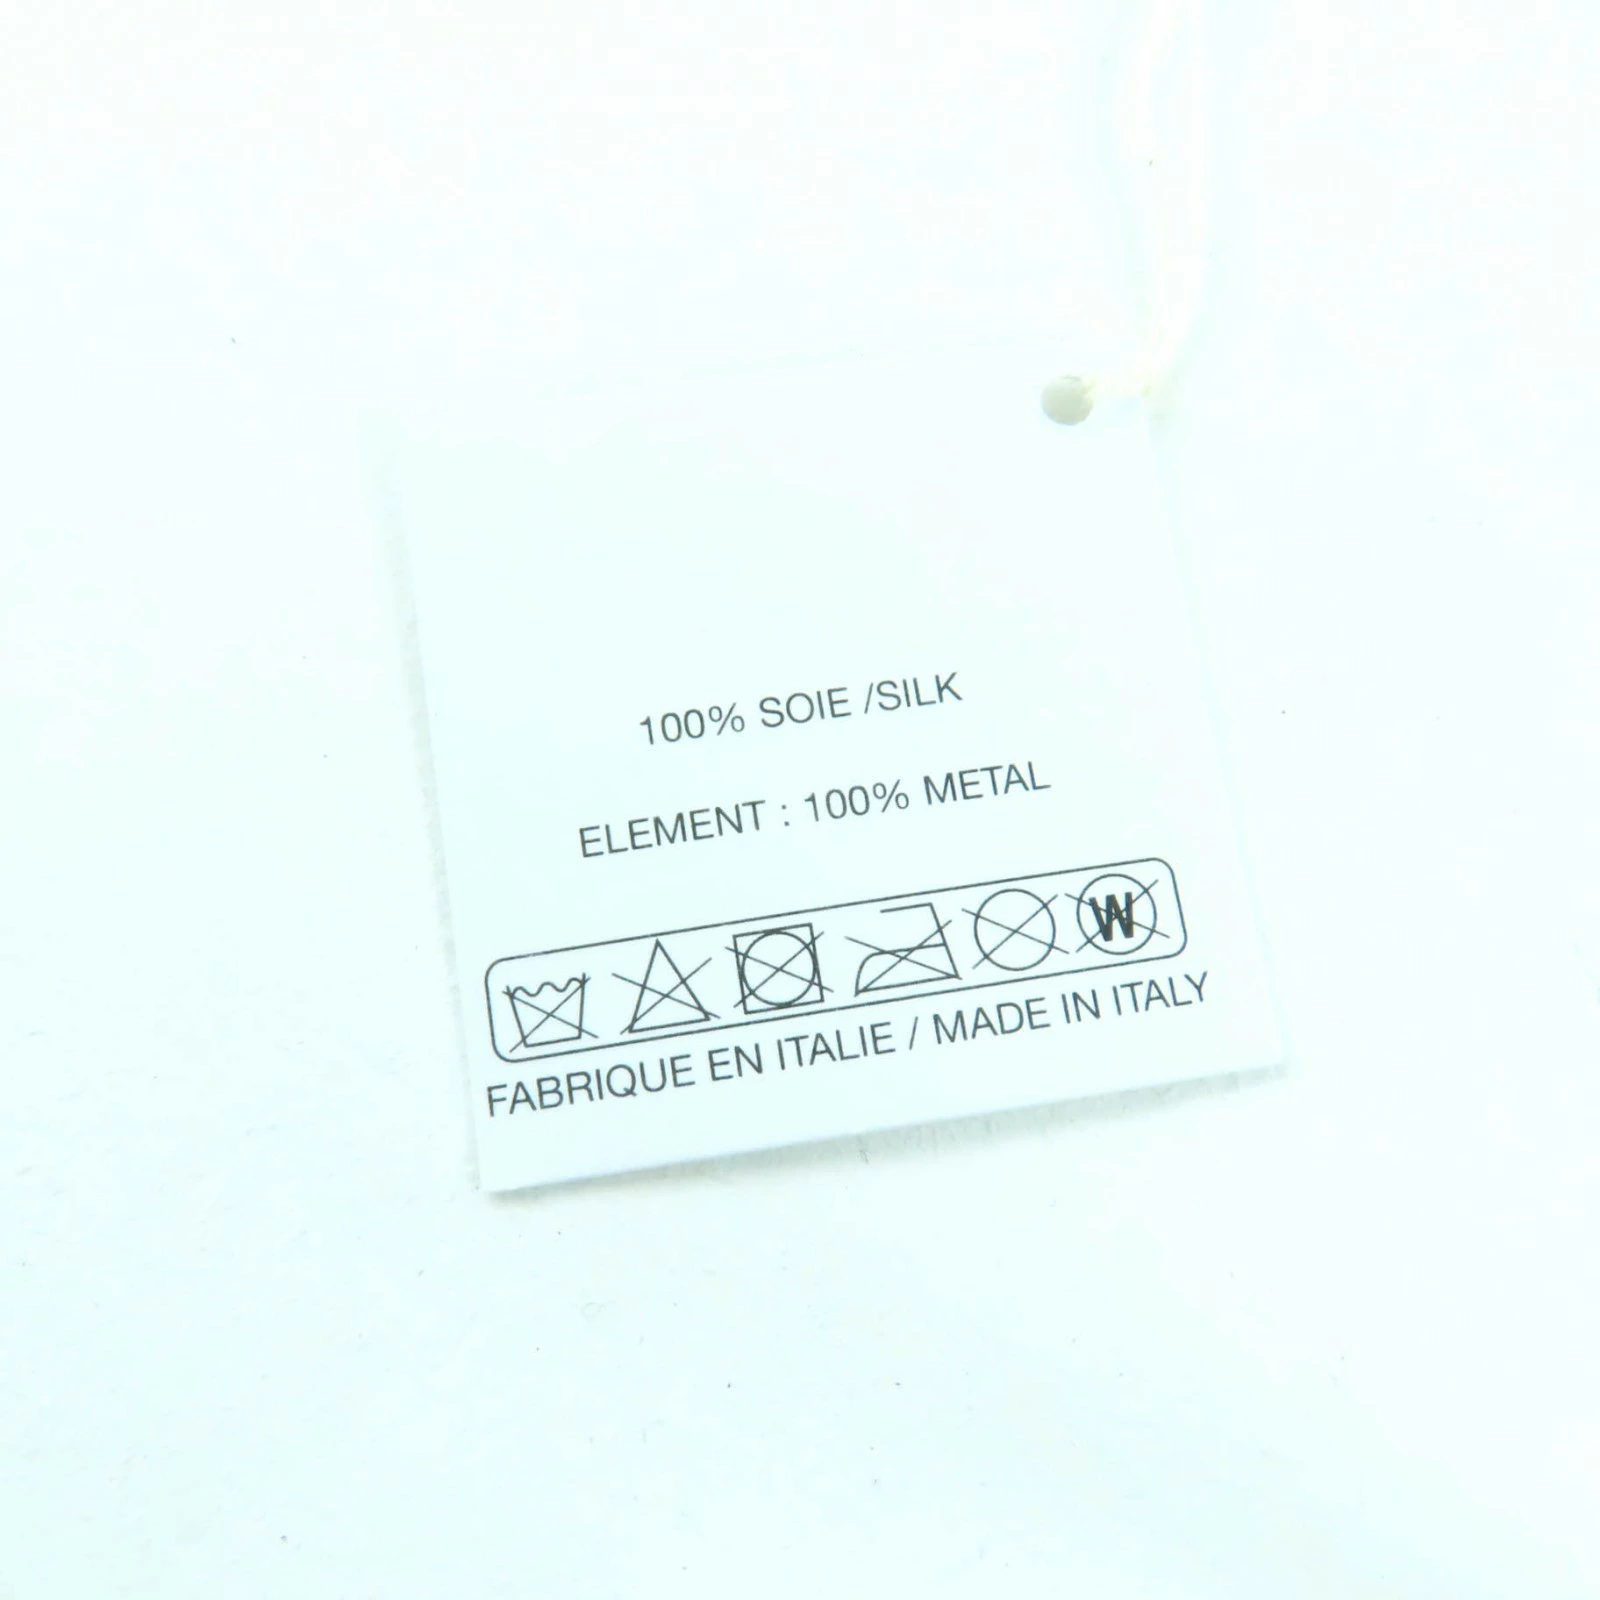 100% SOIE /SILK
ELEMENT : 100% METAL
W
FABRIQUE EN ITALIE / MADE IN ITALY